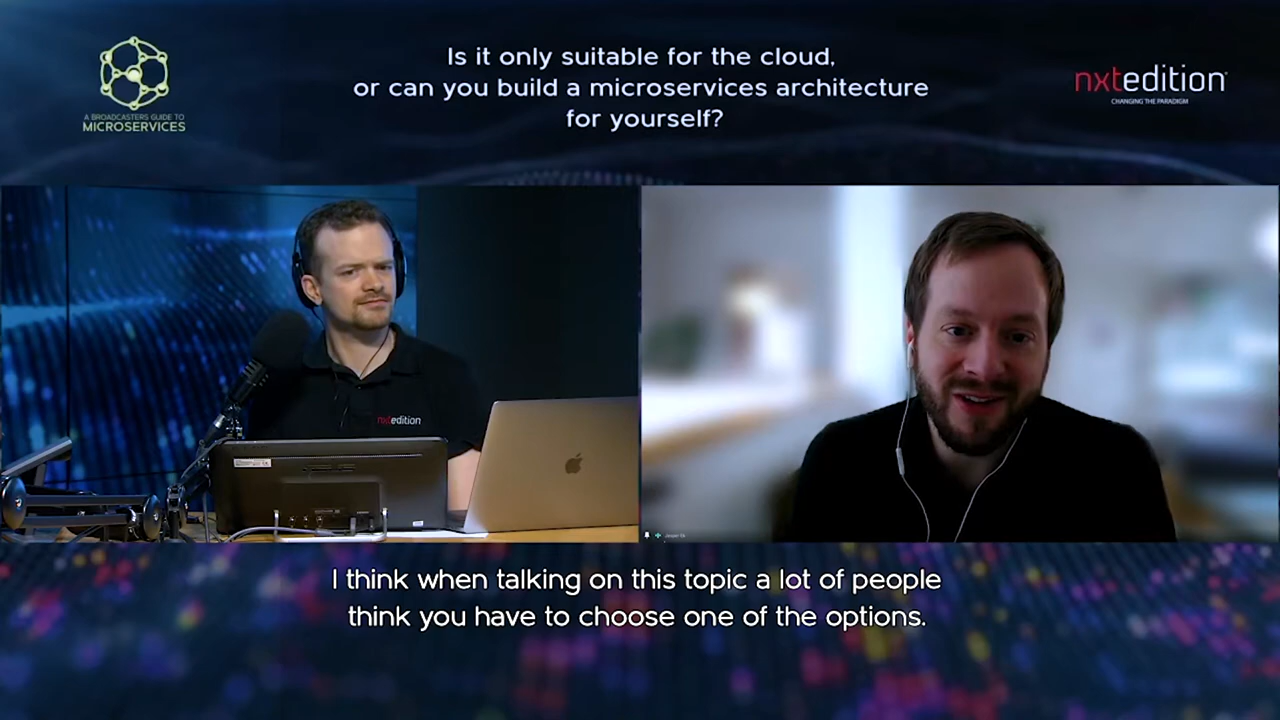 Is it only suitable for the cloud,
or can you build a microservices architecture
for yourself?
A BROADCASTERS GUIDE TO
MICROSERVICES
nxtedition
CHANGING THE PARADIGM
nxtedition
I think when talking on this topic a lot of people
think you have to choose one of the options.